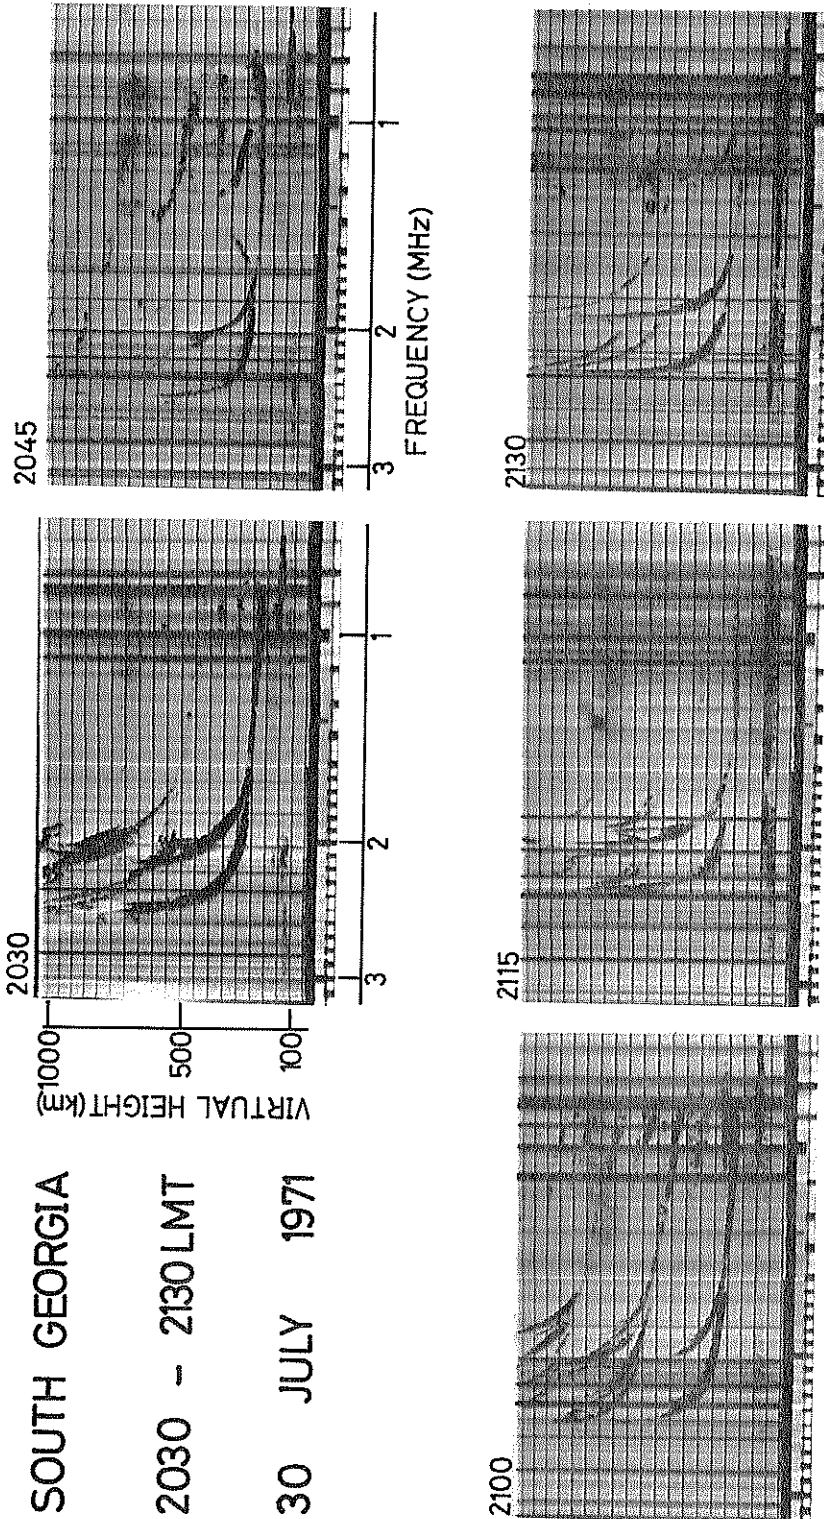 SOUTH GEORGIA
2030 - 2130 LMT
30 JULY 1971
VIRTUAL HEIGHT (km)
1000
500
100
2030
3 2 1
2045
3 2 1
FREQUENCY (MHz)
2100
2115
2130